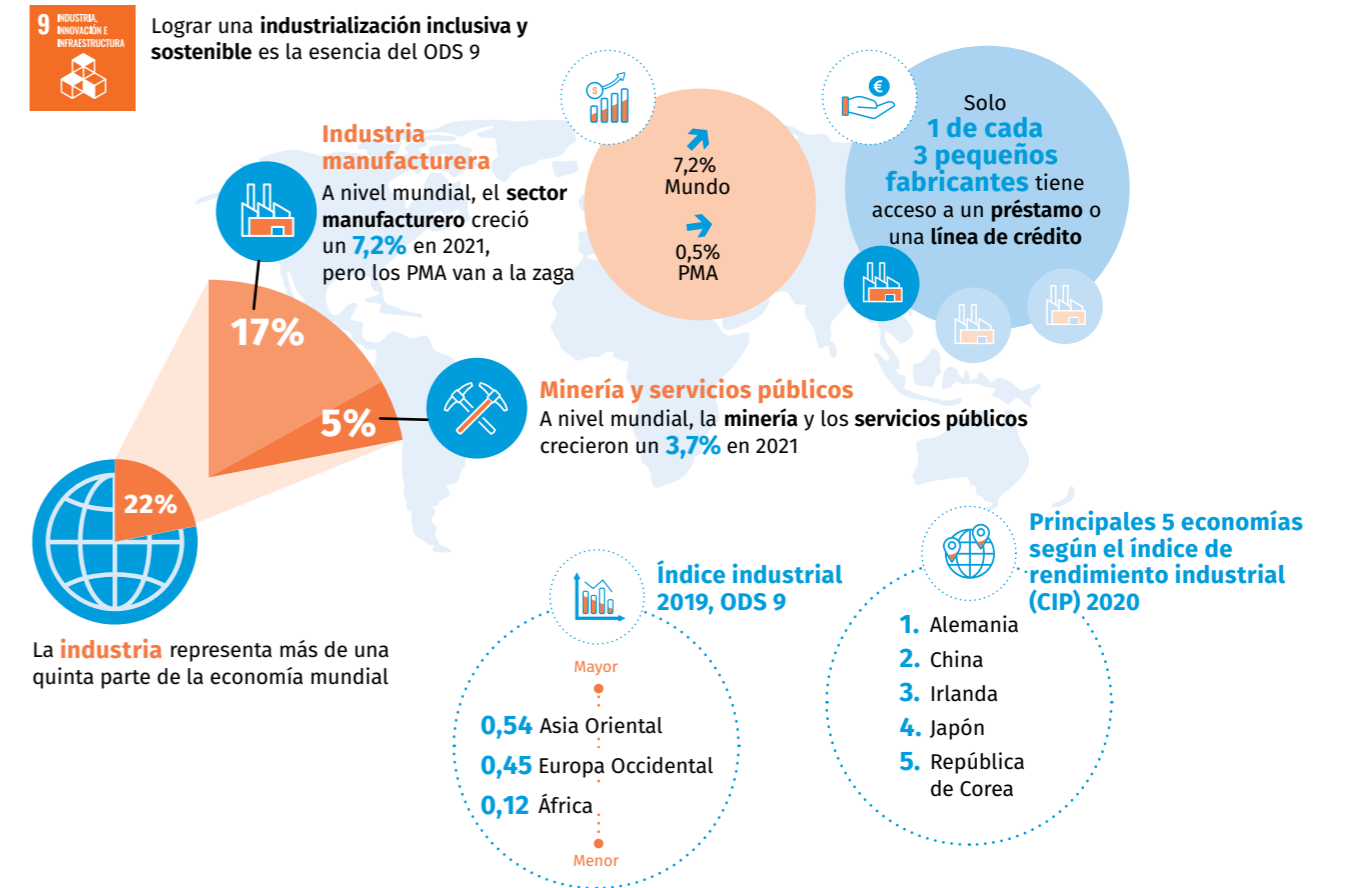 9 INDUSTRIA,
INNOVACIÓN E
INFRAESTRUCTURA
Lograr una industrialización inclusiva y
sostenible es la esencia del ODS 9
Industria
manufacturera
A nivel mundial, el sector
manufacturero creció
un 7,2% en 2021,
pero los PMA van a la zaga
$
7,2%
Mundo
0,5%
PMA
€
Solo
1 de cada
3 pequeños
fabricantes tiene
acceso a un préstamo o
una línea de crédito
17%
5%
Minería y servicios públicos
A nivel mundial, la minería y los servicios públicos
crecieron un 3,7% en 2021
22%
La industria representa más de una
quinta parte de la economía mundial
Índice industrial
2019, ODS 9
Mayor
0,54 Asia Oriental
0,45 Europa Occidental
0,12 África
Menor
Principales 5 economías
según el índice de
rendimiento industrial
(CIP) 2020
1. Alemania
2. China
3. Irlanda
4. Japón
5. República
de Corea